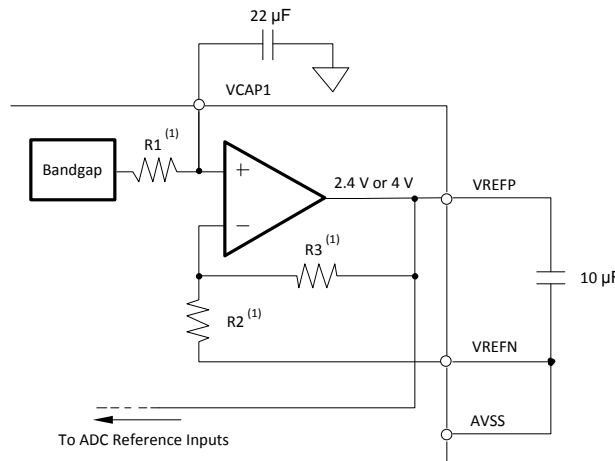 22 µF
VCAP1
R1 (1)
Bandgap
+
2.4 V or 4 V
VREFP
−
R3 (1)
10 µF
R2 (1)
VREFN
AVSS
To ADC Reference Inputs